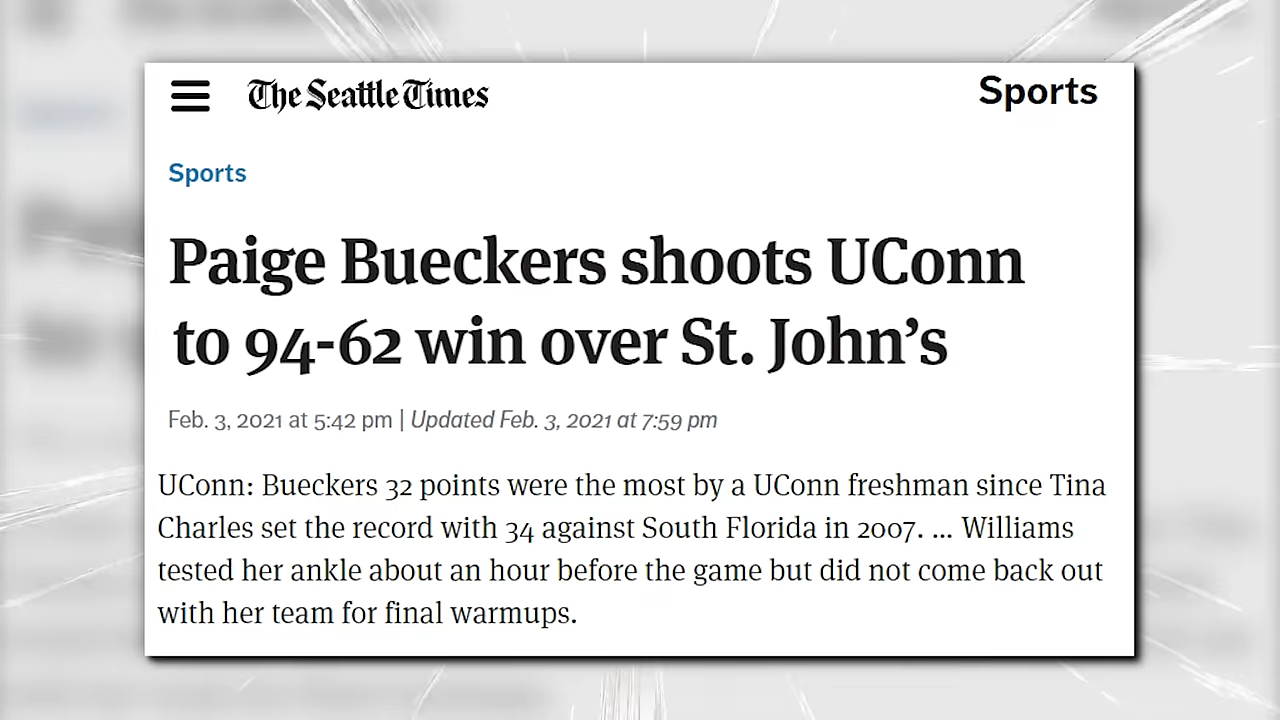 The Seattle Times
Sports
Sports
Paige Bueckers shoots UConn
to 94-62 win over St. John’s
Feb. 3, 2021 at 5:42 pm | Updated Feb. 3, 2021 at 7:59 pm
UConn: Bueckers 32 points were the most by a UConn freshman since Tina
Charles set the record with 34 against South Florida in 2007. ... Williams
tested her ankle about an hour before the game but did not come back out
with her team for final warmups.